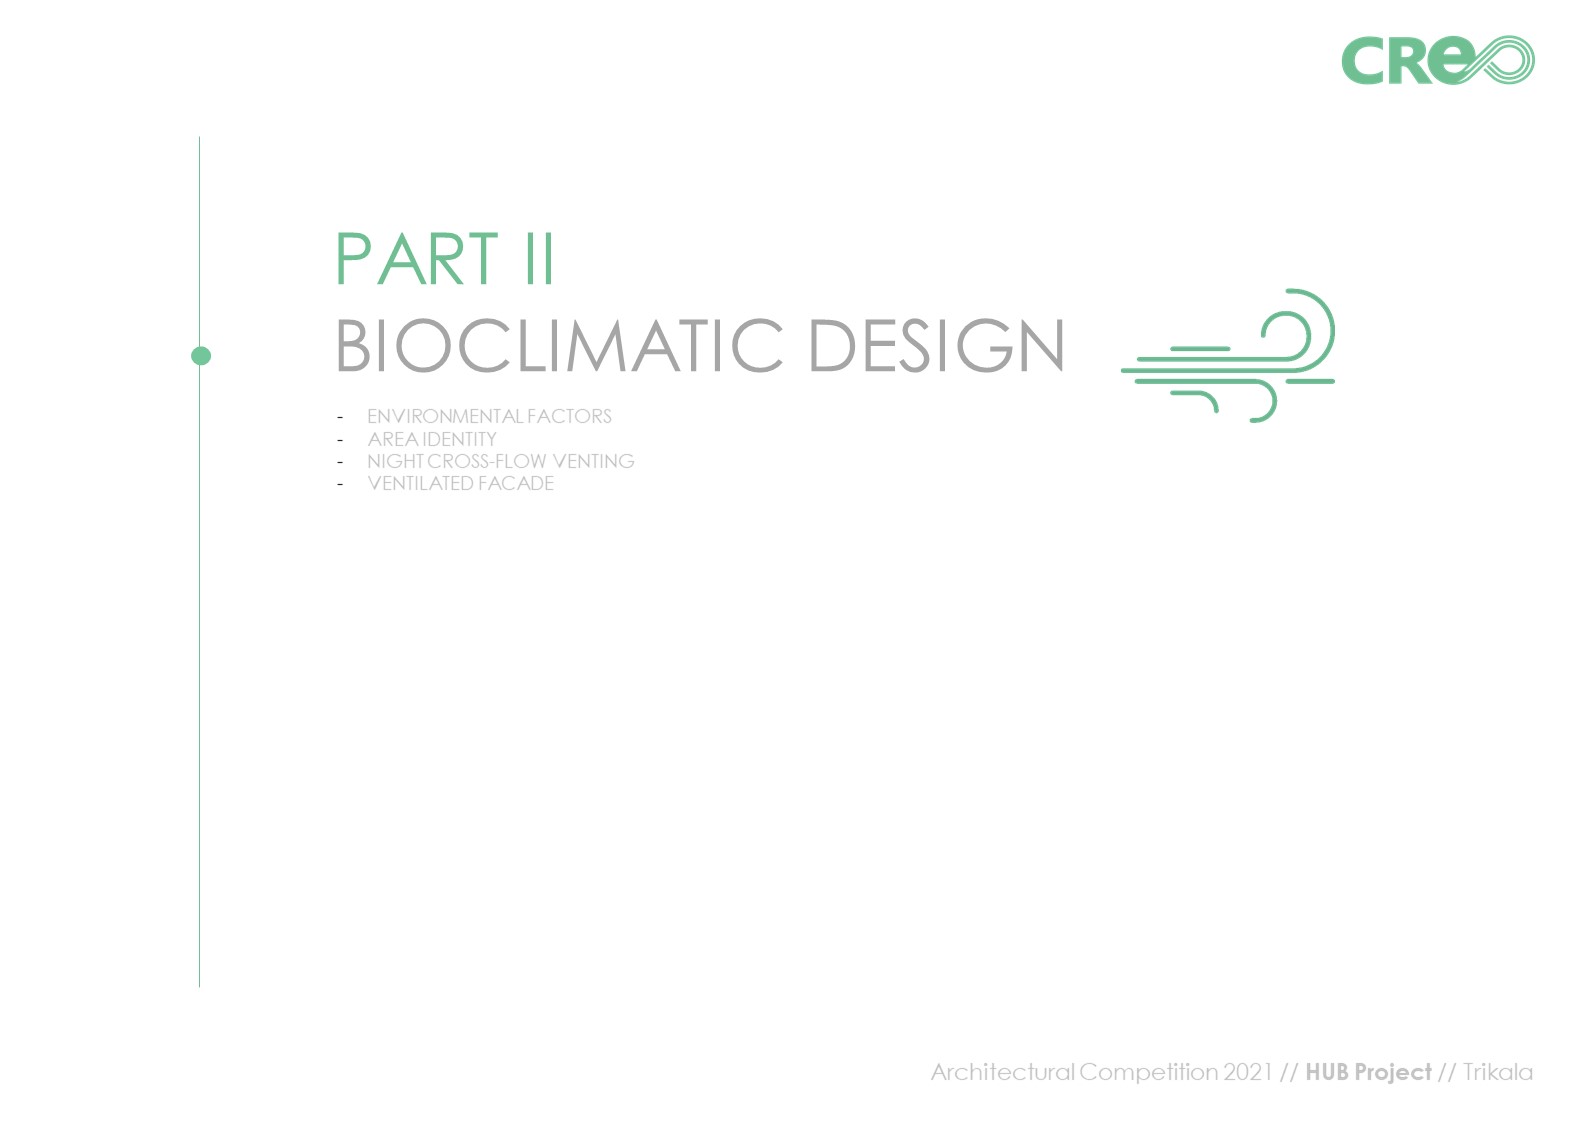 CReo
PART II
BIOCLIMATIC DESIGN
- ENVIRONMENTAL FACTORS
- AREA IDENTITY
- NIGHT CROSS-FLOW VENTING
- VENTILATED FACADE
Architectural Competition 2021 // HUB Project // Trikala